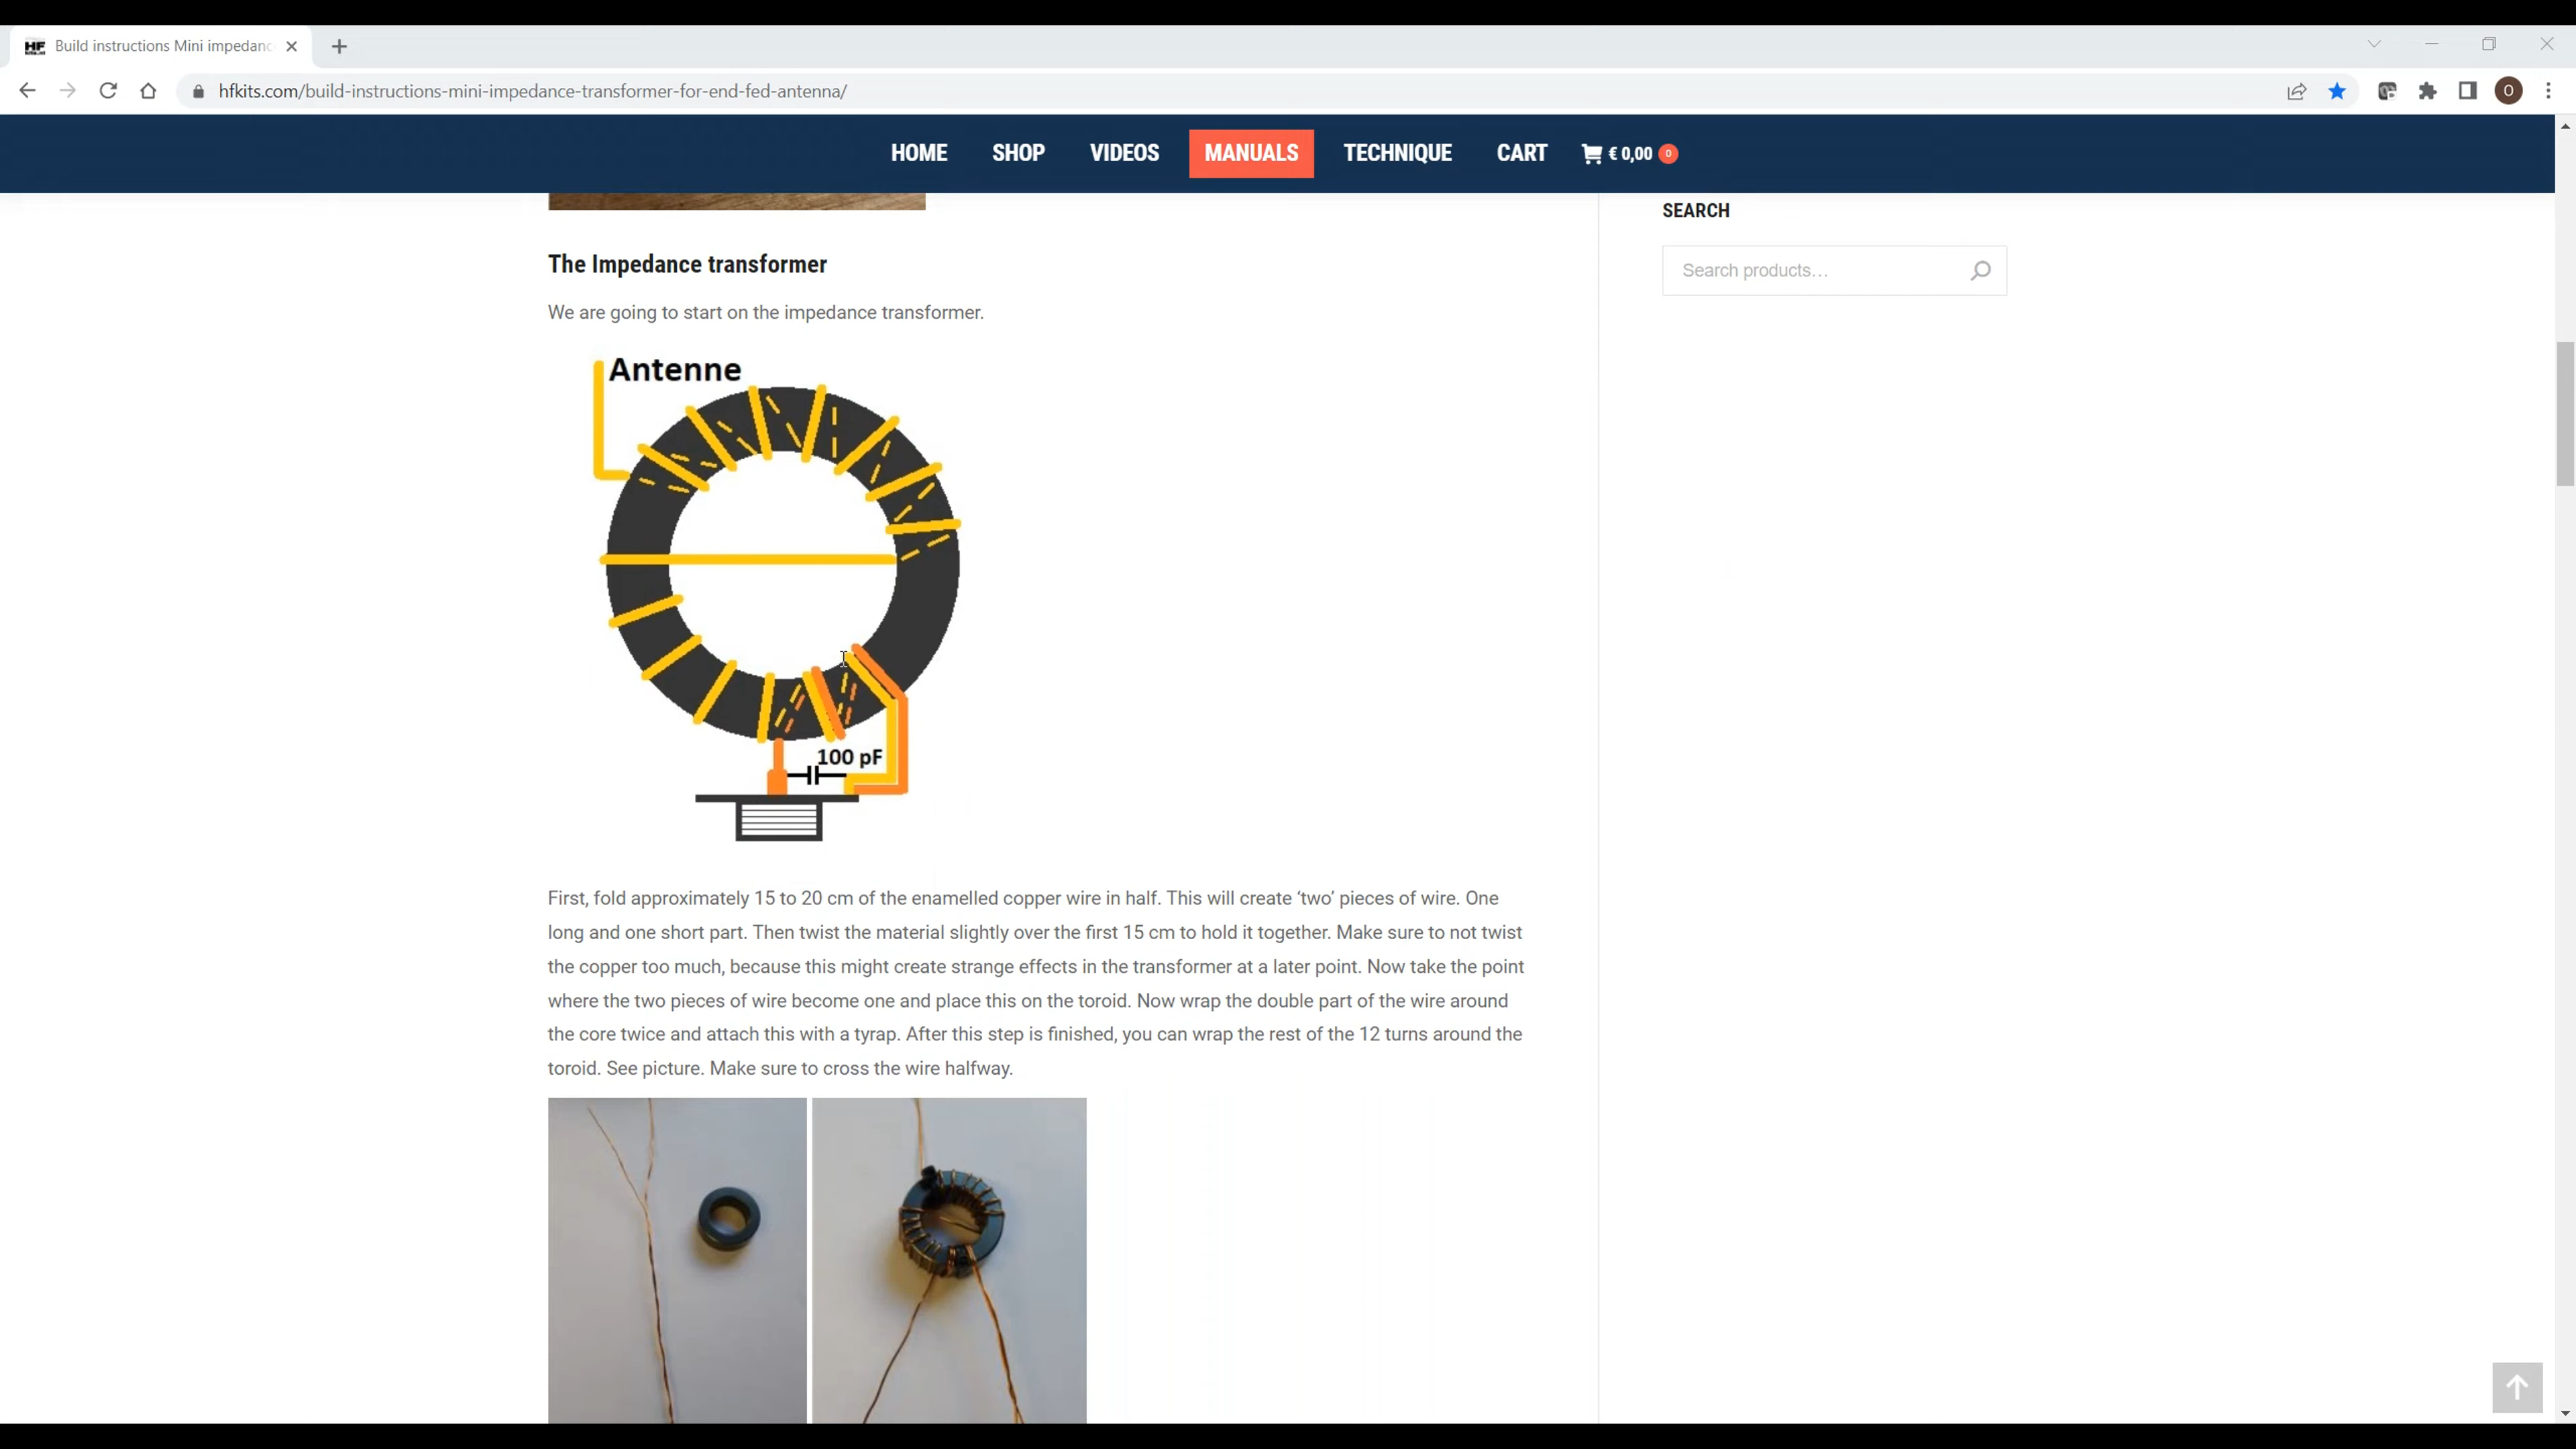 Build instructions Mini impedanc
hfkits.com/build-instructions-mini-impedance-transformer-for-end-fed-antenna/
O
HOME SHOP VIDEOS MANUALS TECHNIQUE CART € 0,00 0
SEARCH
Search products...
The Impedance transformer
We are going to start on the impedance transformer.
Antenne
100 pF
First, fold approximately 15 to 20 cm of the enamelled copper wire in half. This will create ‘two’ pieces of wire. One
long and one short part. Then twist the material slightly over the first 15 cm to hold it together. Make sure to not twist
the copper too much, because this might create strange effects in the transformer at a later point. Now take the point
where the two pieces of wire become one and place this on the toroid. Now wrap the double part of the wire around
the core twice and attach this with a tyrap. After this step is finished, you can wrap the rest of the 12 turns around the
toroid. See picture. Make sure to cross the wire halfway.